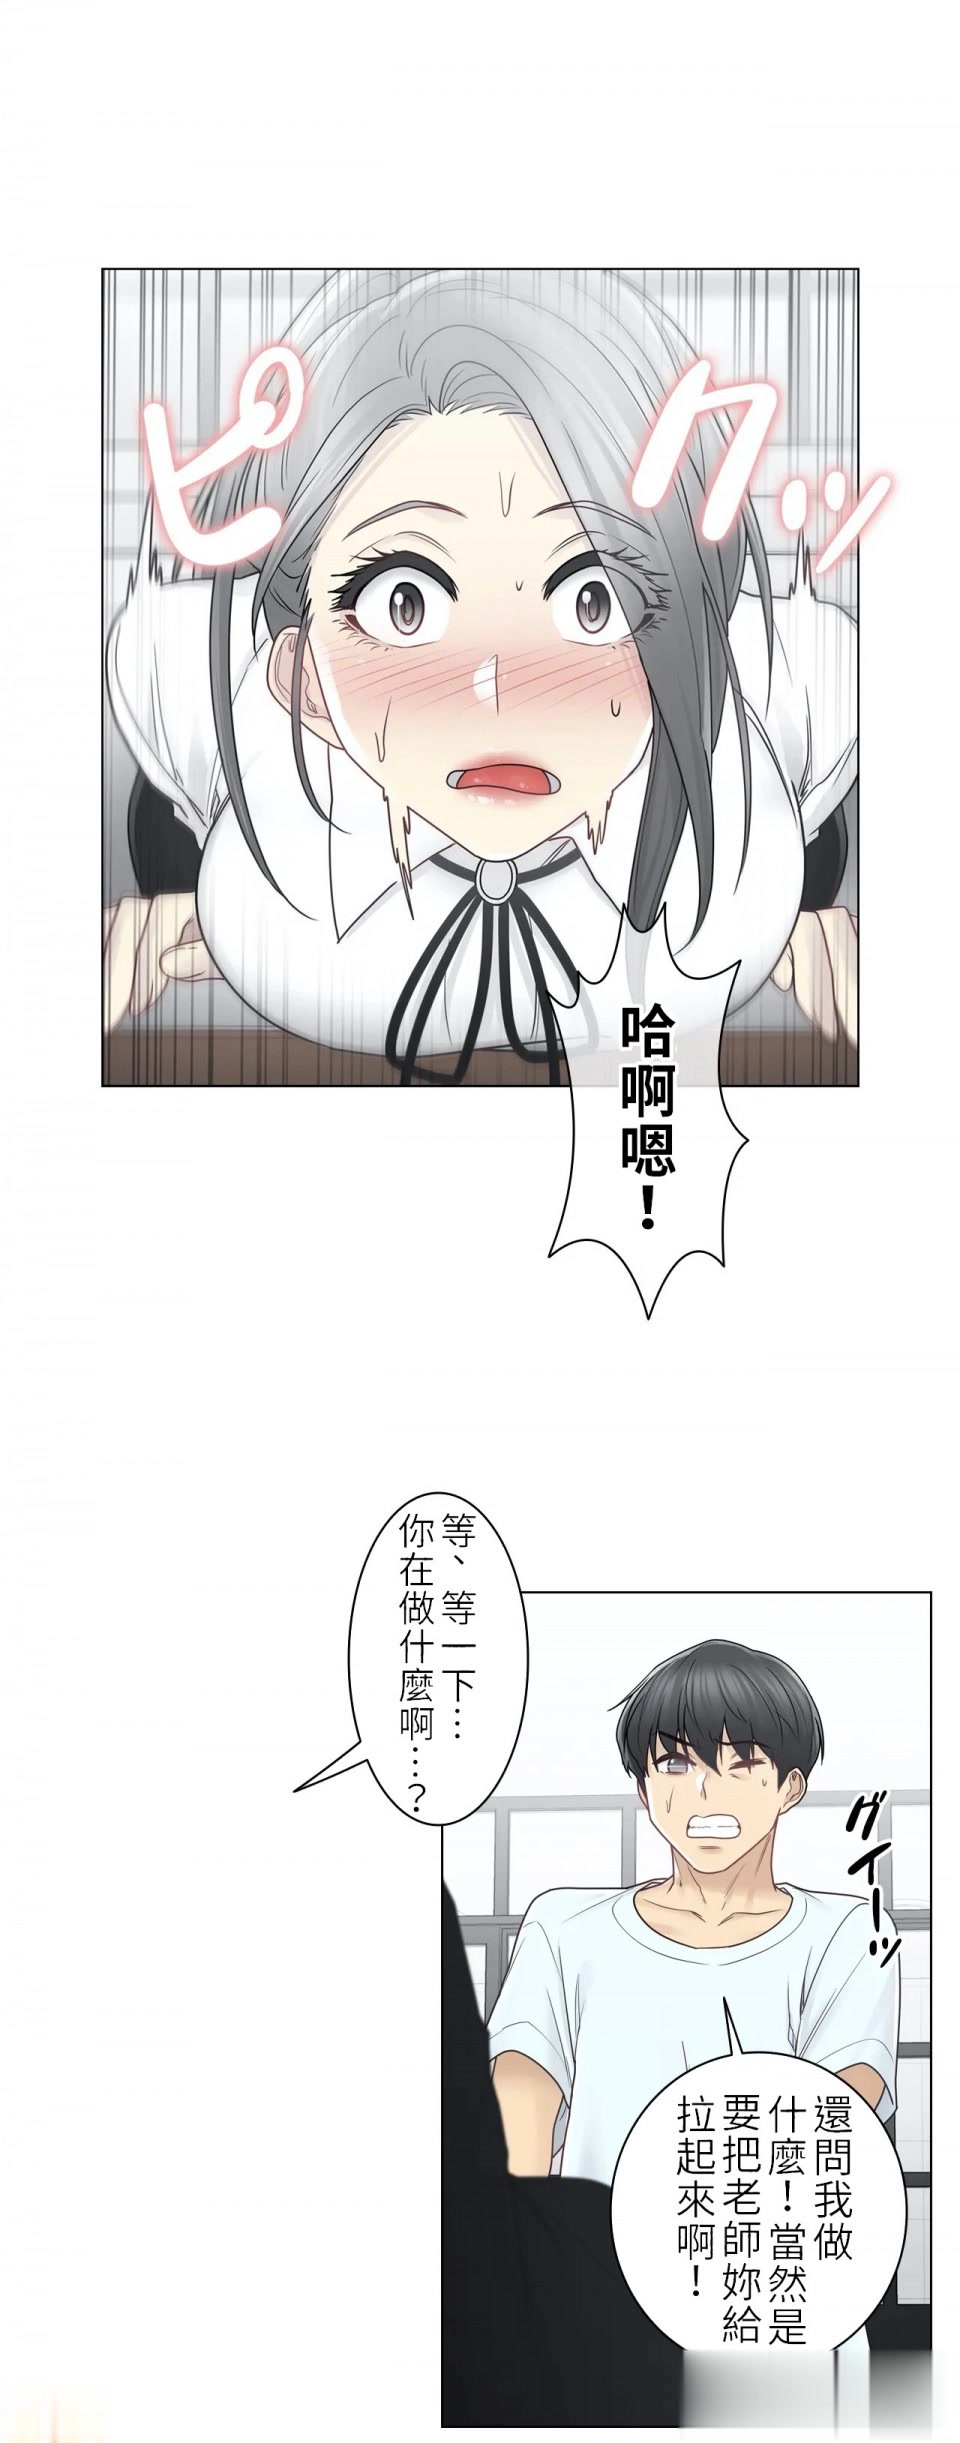 ピクッ
哈啊嗯！
等、等一下…
你在做什麼啊…？
グイーッ
還問我做
什麼！當然是
要把老師妳給
拉起來啊！